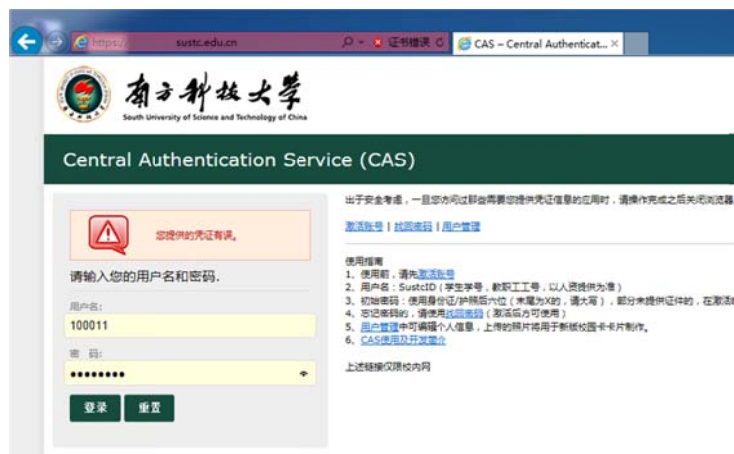 https:// sustc.edu.cn
证书错误
CAS – Central Authenticat... ×
南方科技大学
South University of Science and Technology of China
Central Authentication Service (CAS)
出于安全考虑，一旦您访问过那些需要您提供凭证信息的应用时，请操作完成之后关闭浏览器
您提供的凭证有误。
激活账号 | 找回密码 | 用户管理
请输入您的用户名和密码.
用户名:
100011
密 码:
登录 重置
使用指南
1、使用前，请先激活账号
2、用户名：SustcID（学生学号，教职工工号，以人资提供为准）
3、初始密码：使用身份证/护照后六位（末尾为X的，请大写），部分未提供证件的，在激活
4、忘记密码的，请使用找回密码（激活后方可使用）
5、用户管理中可编辑个人信息，上传的照片将用于新版校园卡卡片制作。
6、CAS使用及开发简介
上述链接仅限校内网